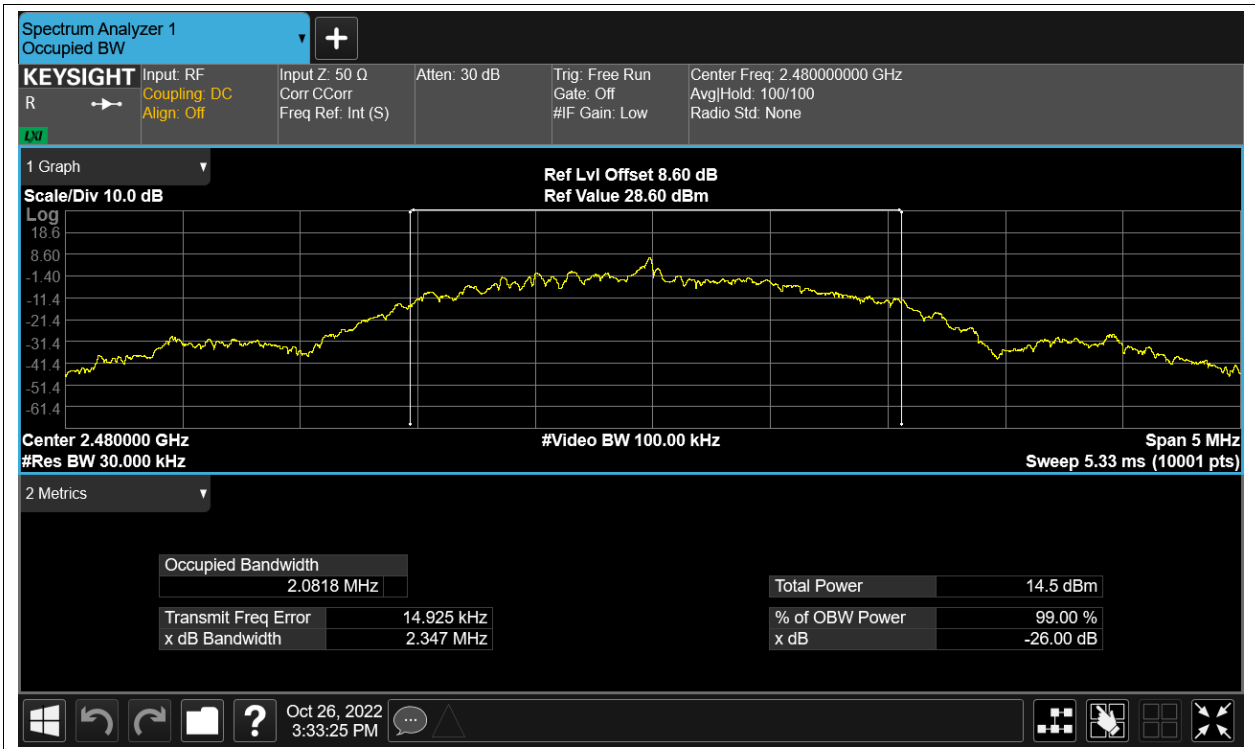 Spectrum Analyzer 1
Occupied BW
KEYSIGHT
R
LXI
Input: RF
Coupling: DC
Align: Off
Input Z: 50 Ω
Corr CCorr
Freq Ref: Int (S)
Atten: 30 dB
Trig: Free Run
Gate: Off
#IF Gain: Low
Center Freq: 2.480000000 GHz
Avg|Hold: 100/100
Radio Std: None
1 Graph
Scale/Div 10.0 dB
Ref Lvl Offset 8.60 dB
Ref Value 28.60 dBm
Log
18.6
8.60
-1.40
-11.4
-21.4
-31.4
-41.4
-51.4
-61.4
Center 2.480000 GHz
#Res BW 30.000 kHz
#Video BW 100.00 kHz
Span 5 MHz
Sweep 5.33 ms (10001 pts)
2 Metrics
Occupied Bandwidth
2.0818 MHz
Transmit Freq Error 14.925 kHz
x dB Bandwidth 2.347 MHz
Total Power 14.5 dBm
% of OBW Power 99.00 %
x dB -26.00 dB
?
Oct 26, 2022
3:33:25 PM